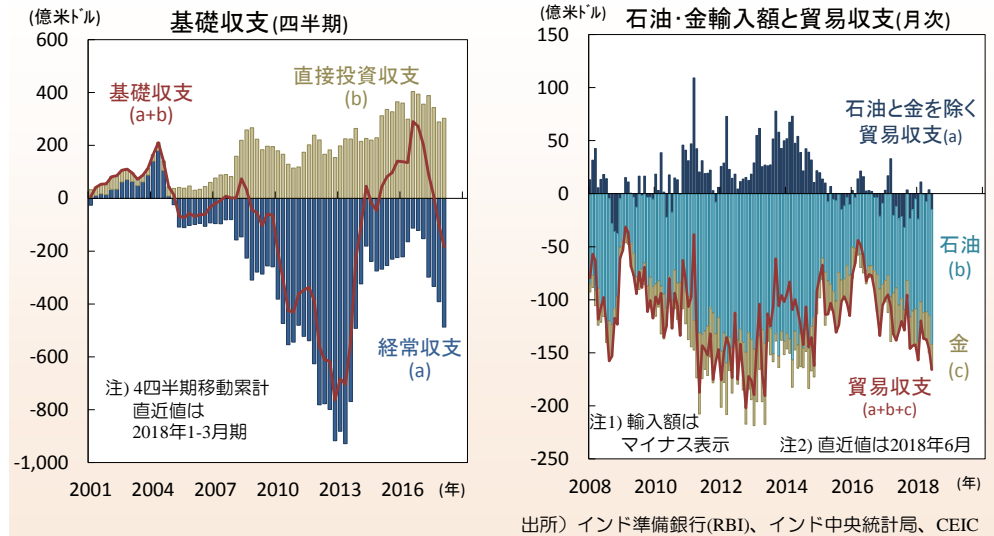 (億米ドル)
基礎収支(四半期)
600
400
200
0
-200
-400
-600
-800
-1,000
直接投資収支
(b)
基礎収支
(a+b)
経常収支
(a)
注) 4四半期移動累計
直近値は
2018年1-3月期
2001 2004 2007 2010 2013 2016 (年)
(億米ドル)
石油・金輸入額と貿易収支(月次)
150
100
50
0
-50
-100
-150
-200
-250
石油と金を除く
貿易収支(a)
石油
(b)
金
(c)
貿易収支
(a+b+c)
注1) 輸入額は
マイナス表示
注2) 直近値は2018年6月
2008 2010 2012 2014 2016 2018 (年)
出所）インド準備銀行(RBI)、インド中央統計局、CEIC